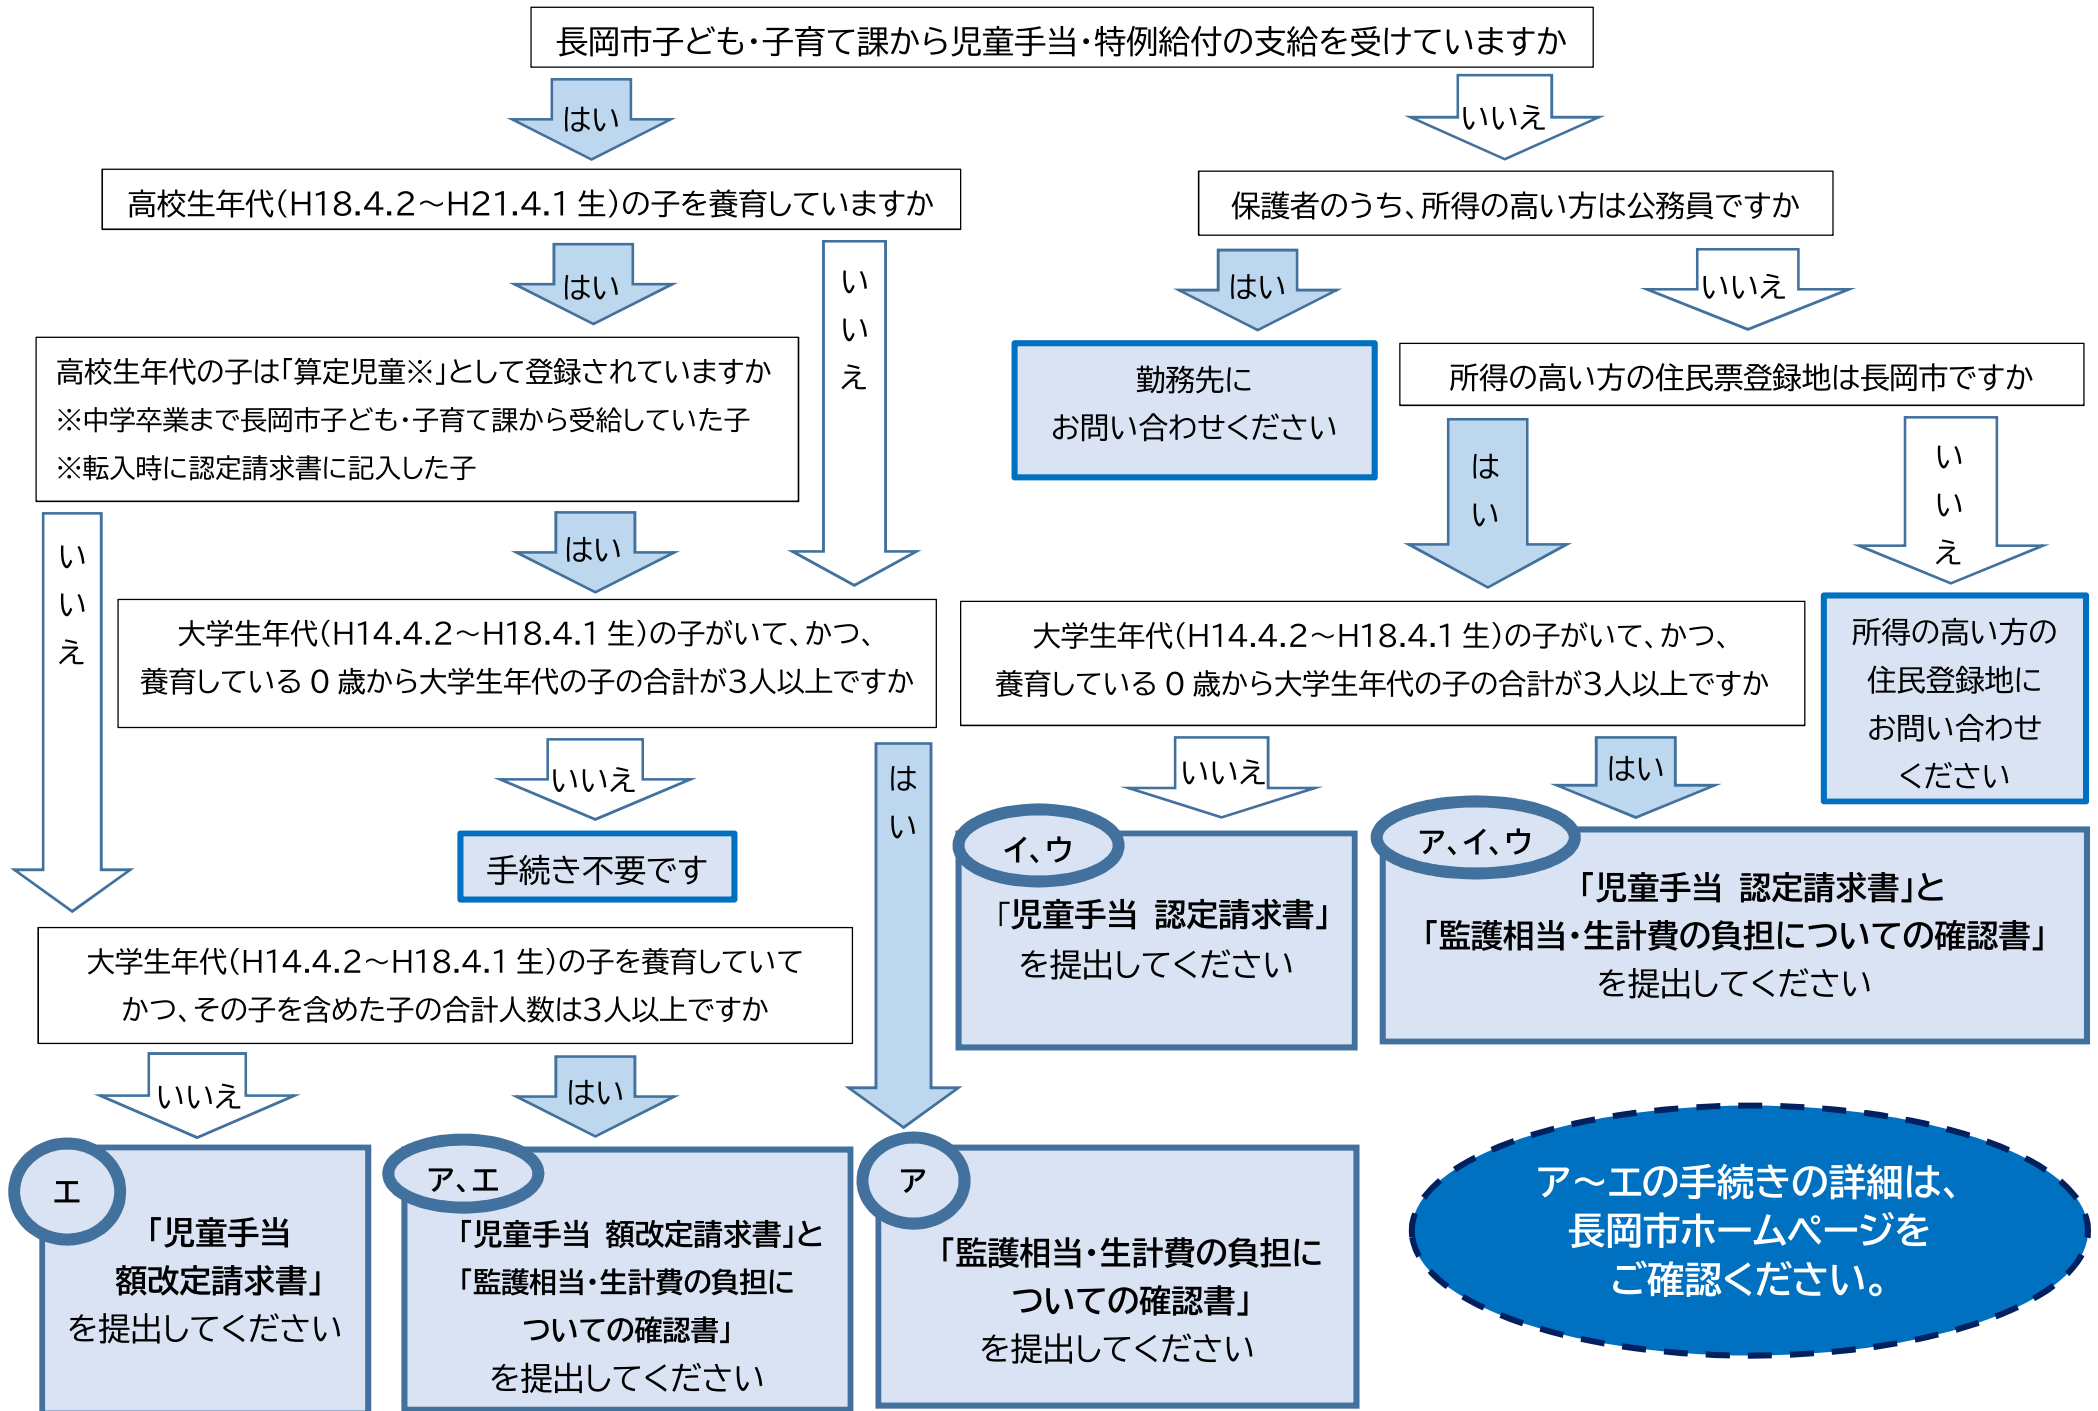 長岡市子ども・子育て課から児童手当・特例給付の支給を受けていますか
はい
いいえ
高校生年代（H18.4.2～H21.4.1生）の子を養育していますか
保護者のうち、所得の高い方は公務員ですか
はい
いいえ
はい
いいえ
高校生年代の子は「算定児童※」として登録されていますか
※中学卒業まで長岡市子ども・子育て課から受給していた子
※転入時に認定請求書に記入した子
勤務先に
お問い合わせください
所得の高い方の住民票登録地は長岡市ですか
いいえ
はい
はい
いいえ
大学生年代（H14.4.2～H18.4.1生）の子がいて、かつ、
養育している０歳から大学生年代の子の合計が３人以上ですか
大学生年代（H14.4.2～H18.4.1生）の子がいて、かつ、
養育している０歳から大学生年代の子の合計が３人以上ですか
所得の高い方の
住民登録地に
お問い合わせ
ください
いいえ
はい
いいえ
はい
手続き不要です
イ、ウ
「児童手当 認定請求書」
を提出してください
ア、イ、ウ
「児童手当 認定請求書」と
「監護相当・生計費の負担についての確認書」
を提出してください
大学生年代（H14.4.2～H18.4.1生）の子を養育していて
かつ、その子を含めた子の合計人数は３人以上ですか
いいえ
はい
エ
「児童手当
額改定請求書」
を提出してください
ア、エ
「児童手当 額改定請求書」と
「監護相当・生計費の負担に
ついての確認書」
を提出してください
ア
「監護相当・生計費の負担に
ついての確認書」
を提出してください
ア～エの手続きの詳細は、
長岡市ホームページを
ご確認ください。